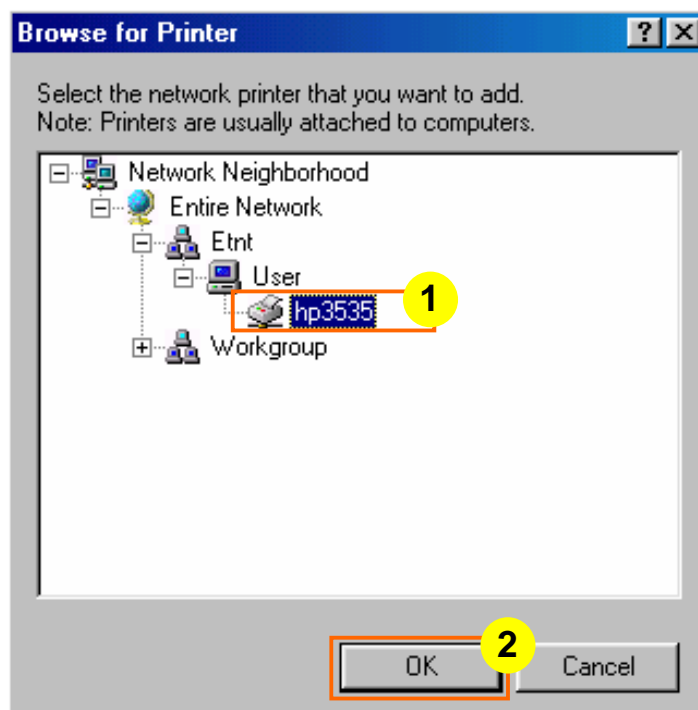 Browse for Printer
Select the network printer that you want to add.
Note: Printers are usually attached to computers.
Network Neighborhood
Entire Network
Etnt
User
hp3535 1
Workgroup
OK 2 Cancel